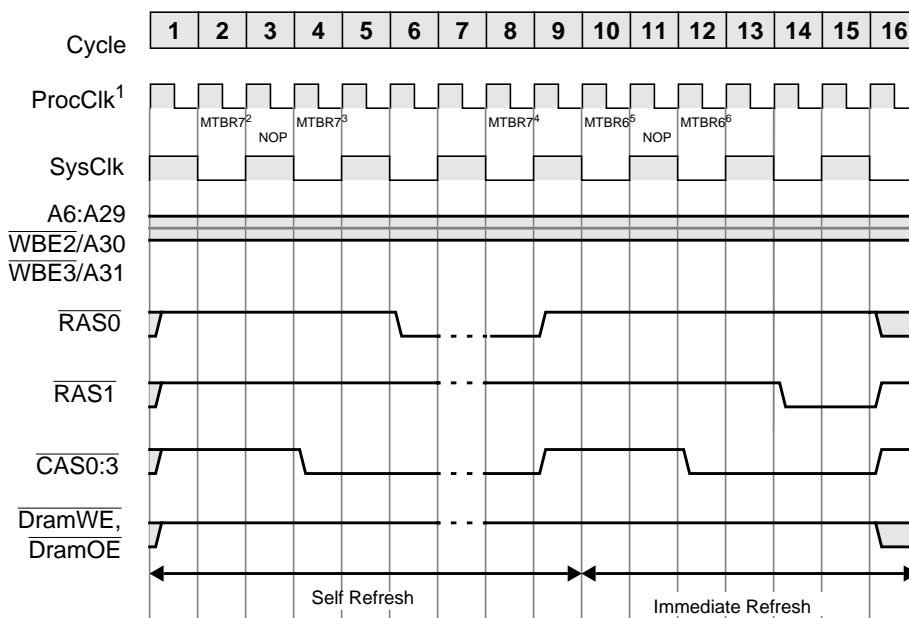 Cycle 1 2 3 4 5 6 7 8 9 10 11 12 13 14 15 16
ProcClk1
MTBR72 MTBR73 MTBR74 MTBR65 MTBR66
NOP NOP
SysClk
A6:A29
WBE2/A30
WBE3/A31
RAS0
RAS1
CAS0:3
DramWE,
DramOE
Self Refresh Immediate Refresh